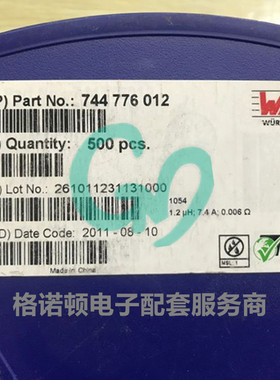 P) Part No.: 744 776 012
WÜR
) Quantity: 500 pcs.
C5
) Lot No.: 261011231131000
1054
1.2 µH; 7.4 A; 0.006 Ω
D) Date Code: 2011 - 08 - 10
Made in China
MSL: 1
格诺顿电子配套服务商